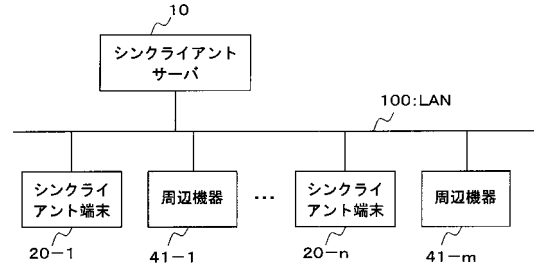 10
シンクライアント
サーバ
100:LAN
シンクライ
アント端末
周辺機器
...
シンクライ
アント端末
周辺機器
20-1
41-1
20-n
41-m